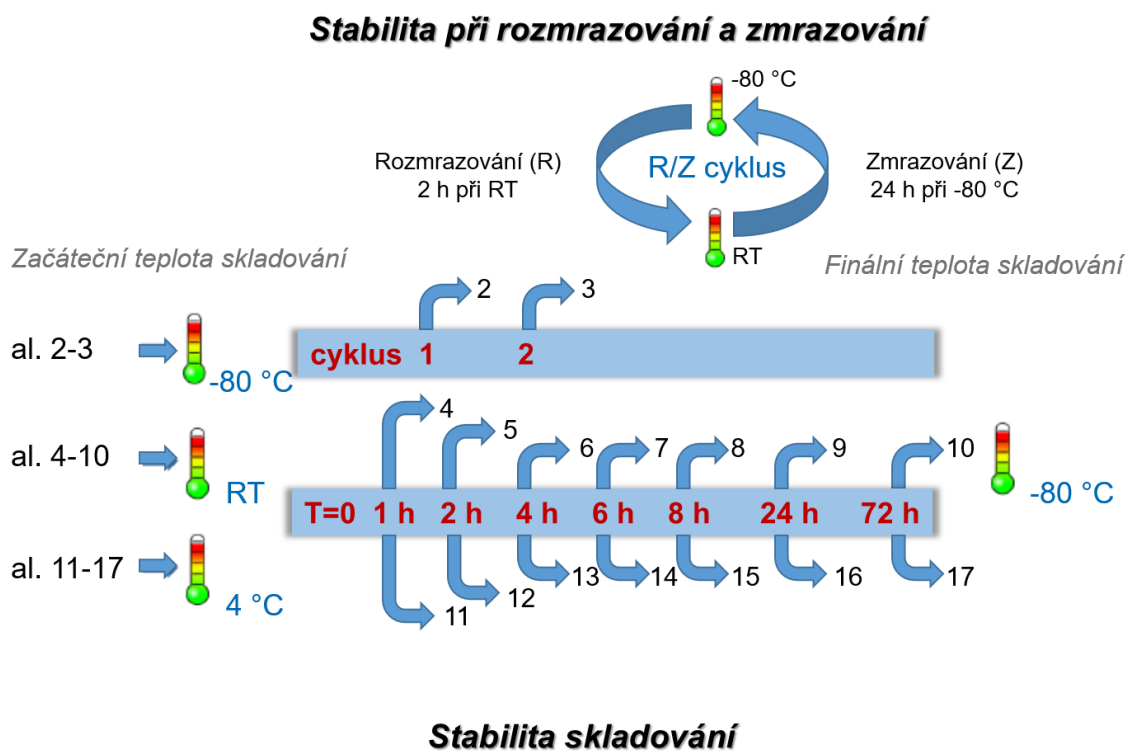 Stabilita při rozmrazování a zmrazování
-80 °C
Rozmrazování (R)
2 h při RT
R/Z cyklus
Zmrazování (Z)
24 h při -80 °C
RT
Začáteční teplota skladování
Finální teplota skladování
2
3
al. 2-3
-80 °C
cyklus 1 2
4
5
6
7
8
9
10
al. 4-10
RT
-80 °C
T=0 1 h 2 h 4 h 6 h 8 h 24 h 72 h
al. 11-17
4 °C
11
12
13
14
15
16
17
Stabilita skladování